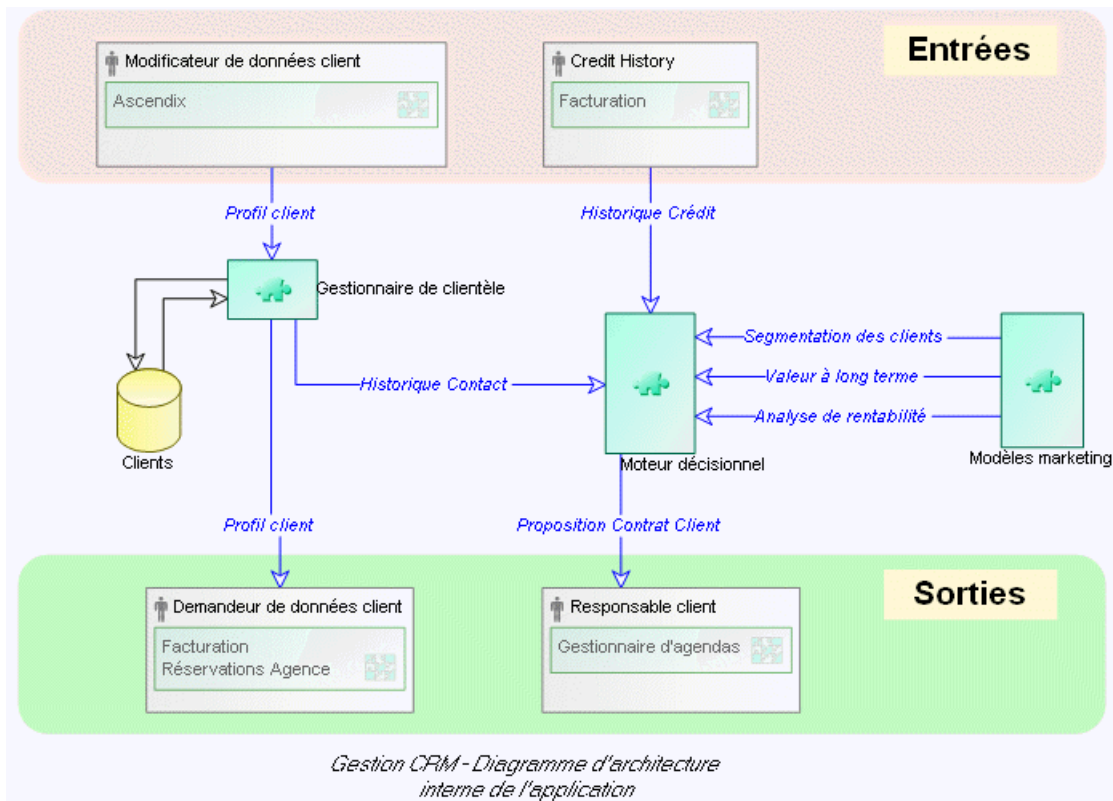 Entrées
Modificateur de données client
Ascendix
Credit History
Facturation
Profil client
Historique Crédit
Gestionnaire de clientèle
Segmentation des clients
Historique Contact
Valeur à long terme
Analyse de rentabilité
Clients
Moteur décisionnel
Modèles marketing
Profil client
Proposition Contrat Client
Sorties
Demandeur de données client
Facturation
Réservations Agence
Responsable client
Gestionnaire d'agendas
Gestion CRM - Diagramme d'architecture
interne de l'application